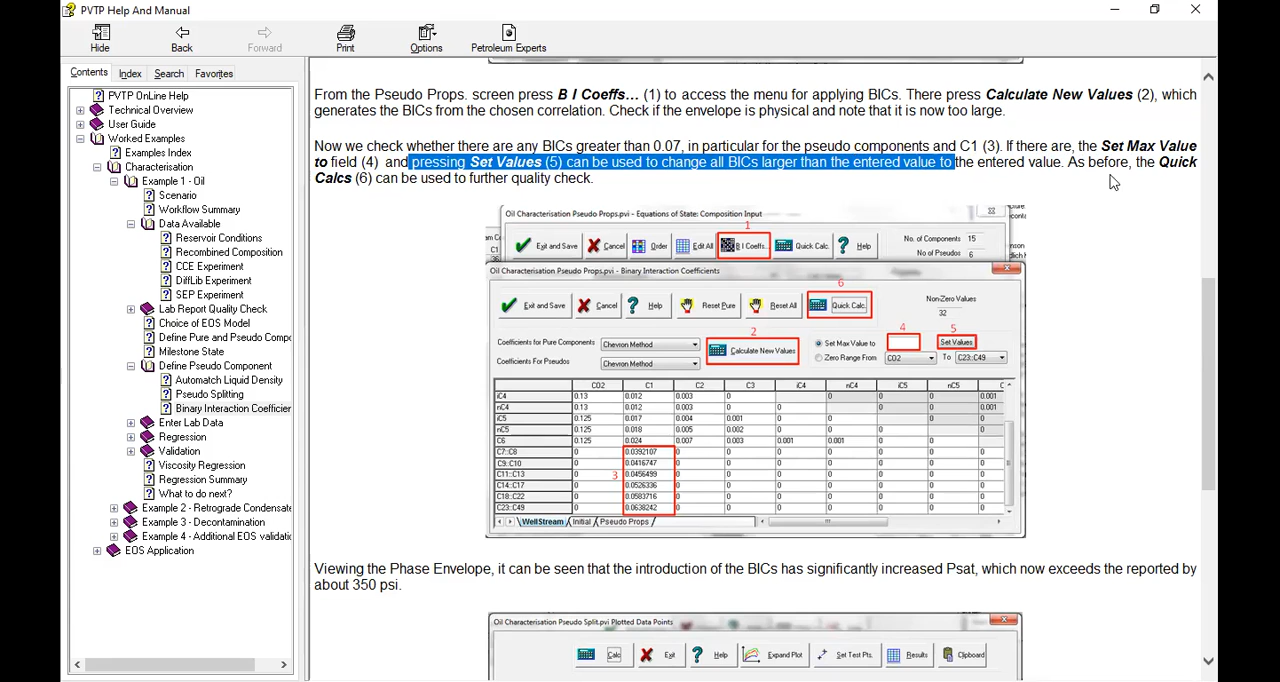 PVTP Help And Manual
Hide Back Forward Print Options Petroleum Experts
Contents Index Search Favorites
PVTP OnLine Help
Technical Overview
User Guide
Worked Examples
Examples Index
Characterisation
Example 1 - Oil
Scenario
Workflow Summary
Data Available
Reservoir Conditions
Recombined Composition
CCE Experiment
DiffLib Experiment
SEP Experiment
Lab Report Quality Check
Choice of EOS Model
Define Pure and Pseudo Compo
Milestone State
Define Pseudo Component
Automatch Liquid Density
Pseudo Splitting
Binary Interaction Coefficier
Enter Lab Data
Regression
Validation
Viscosity Regression
Regression Summary
What to do next?
Example 2 - Retrograde Condensate
Example 3 - Decontamination
Example 4 - Additional EOS validatio
EOS Application
From the Pseudo Props. screen press B I Coeffs... (1) to access the menu for applying BICs. There press Calculate New Values (2), which
generates the BICs from the chosen correlation. Check if the envelope is physical and note that it is now too large.
Now we check whether there are any BICs greater than 0.07, in particular for the pseudo components and C1 (3). If there are, the Set Max Value
to field (4) and pressing Set Values (5) can be used to change all BICs larger than the entered value to the entered value. As before, the Quick
Calcs (6) can be used to further quality check.
Oil Characterisation Pseudo Props.pvi - Equations of State: Composition Input
1
Exit and Save Cancel Order Edit All B I Coeffs... Quick Calc. Help No. of Components 15
No of Pseudos 6
Oil Characterisation Pseudo Props.pvi - Binary Interaction Coefficients
6
Exit and Save Cancel Help Reset Pure Reset All Quick Calc. Non-Zero Values
32
2 4 5
Coefficients for Pure Components Chevron Method Calculate New Values Set Max Value to Set Values
Coefficients For Pseudos Chevron Method Zero Range From CO2 To C23::C49
CO2 C1 C2 C3 iC4 nC4 iC5 nC5 C
iC4 0.13 0.012 0.003 0 0 0 0 0.001
nC4 0.13 0.012 0.003 0 0 0 0 0.001
iC5 0.125 0.017 0.004 0.001 0 0
nC5 0.125 0.018 0.005 0.002 0 0 0
C6 0.125 0.024 0.007 0.003 0.001 0.001 0 0
C7::C8 0 0.0392107 0 0 0 0 0 0 0
C9::C10 0 0.0416747 0 0 0 0 0 0 0
C11::C13 0 3 0.0456499 0 0 0 0 0 0 0
C14::C17 0 0.0526336 0 0 0 0 0 0 0
C18::C22 0 0.0583716 0 0 0 0 0 0 0
C23::C49 0 0.0638242 0 0 0 0 0 0 0
WellStream Initial Pseudo Props
Viewing the Phase Envelope, it can be seen that the introduction of the BICs has significantly increased Psat, which now exceeds the reported by
about 350 psi.
Oil Characterisation Pseudo Split.pvi Plotted Data Points
Calc Exit Help Expand Plot Set Test Pts. Results Clipboard